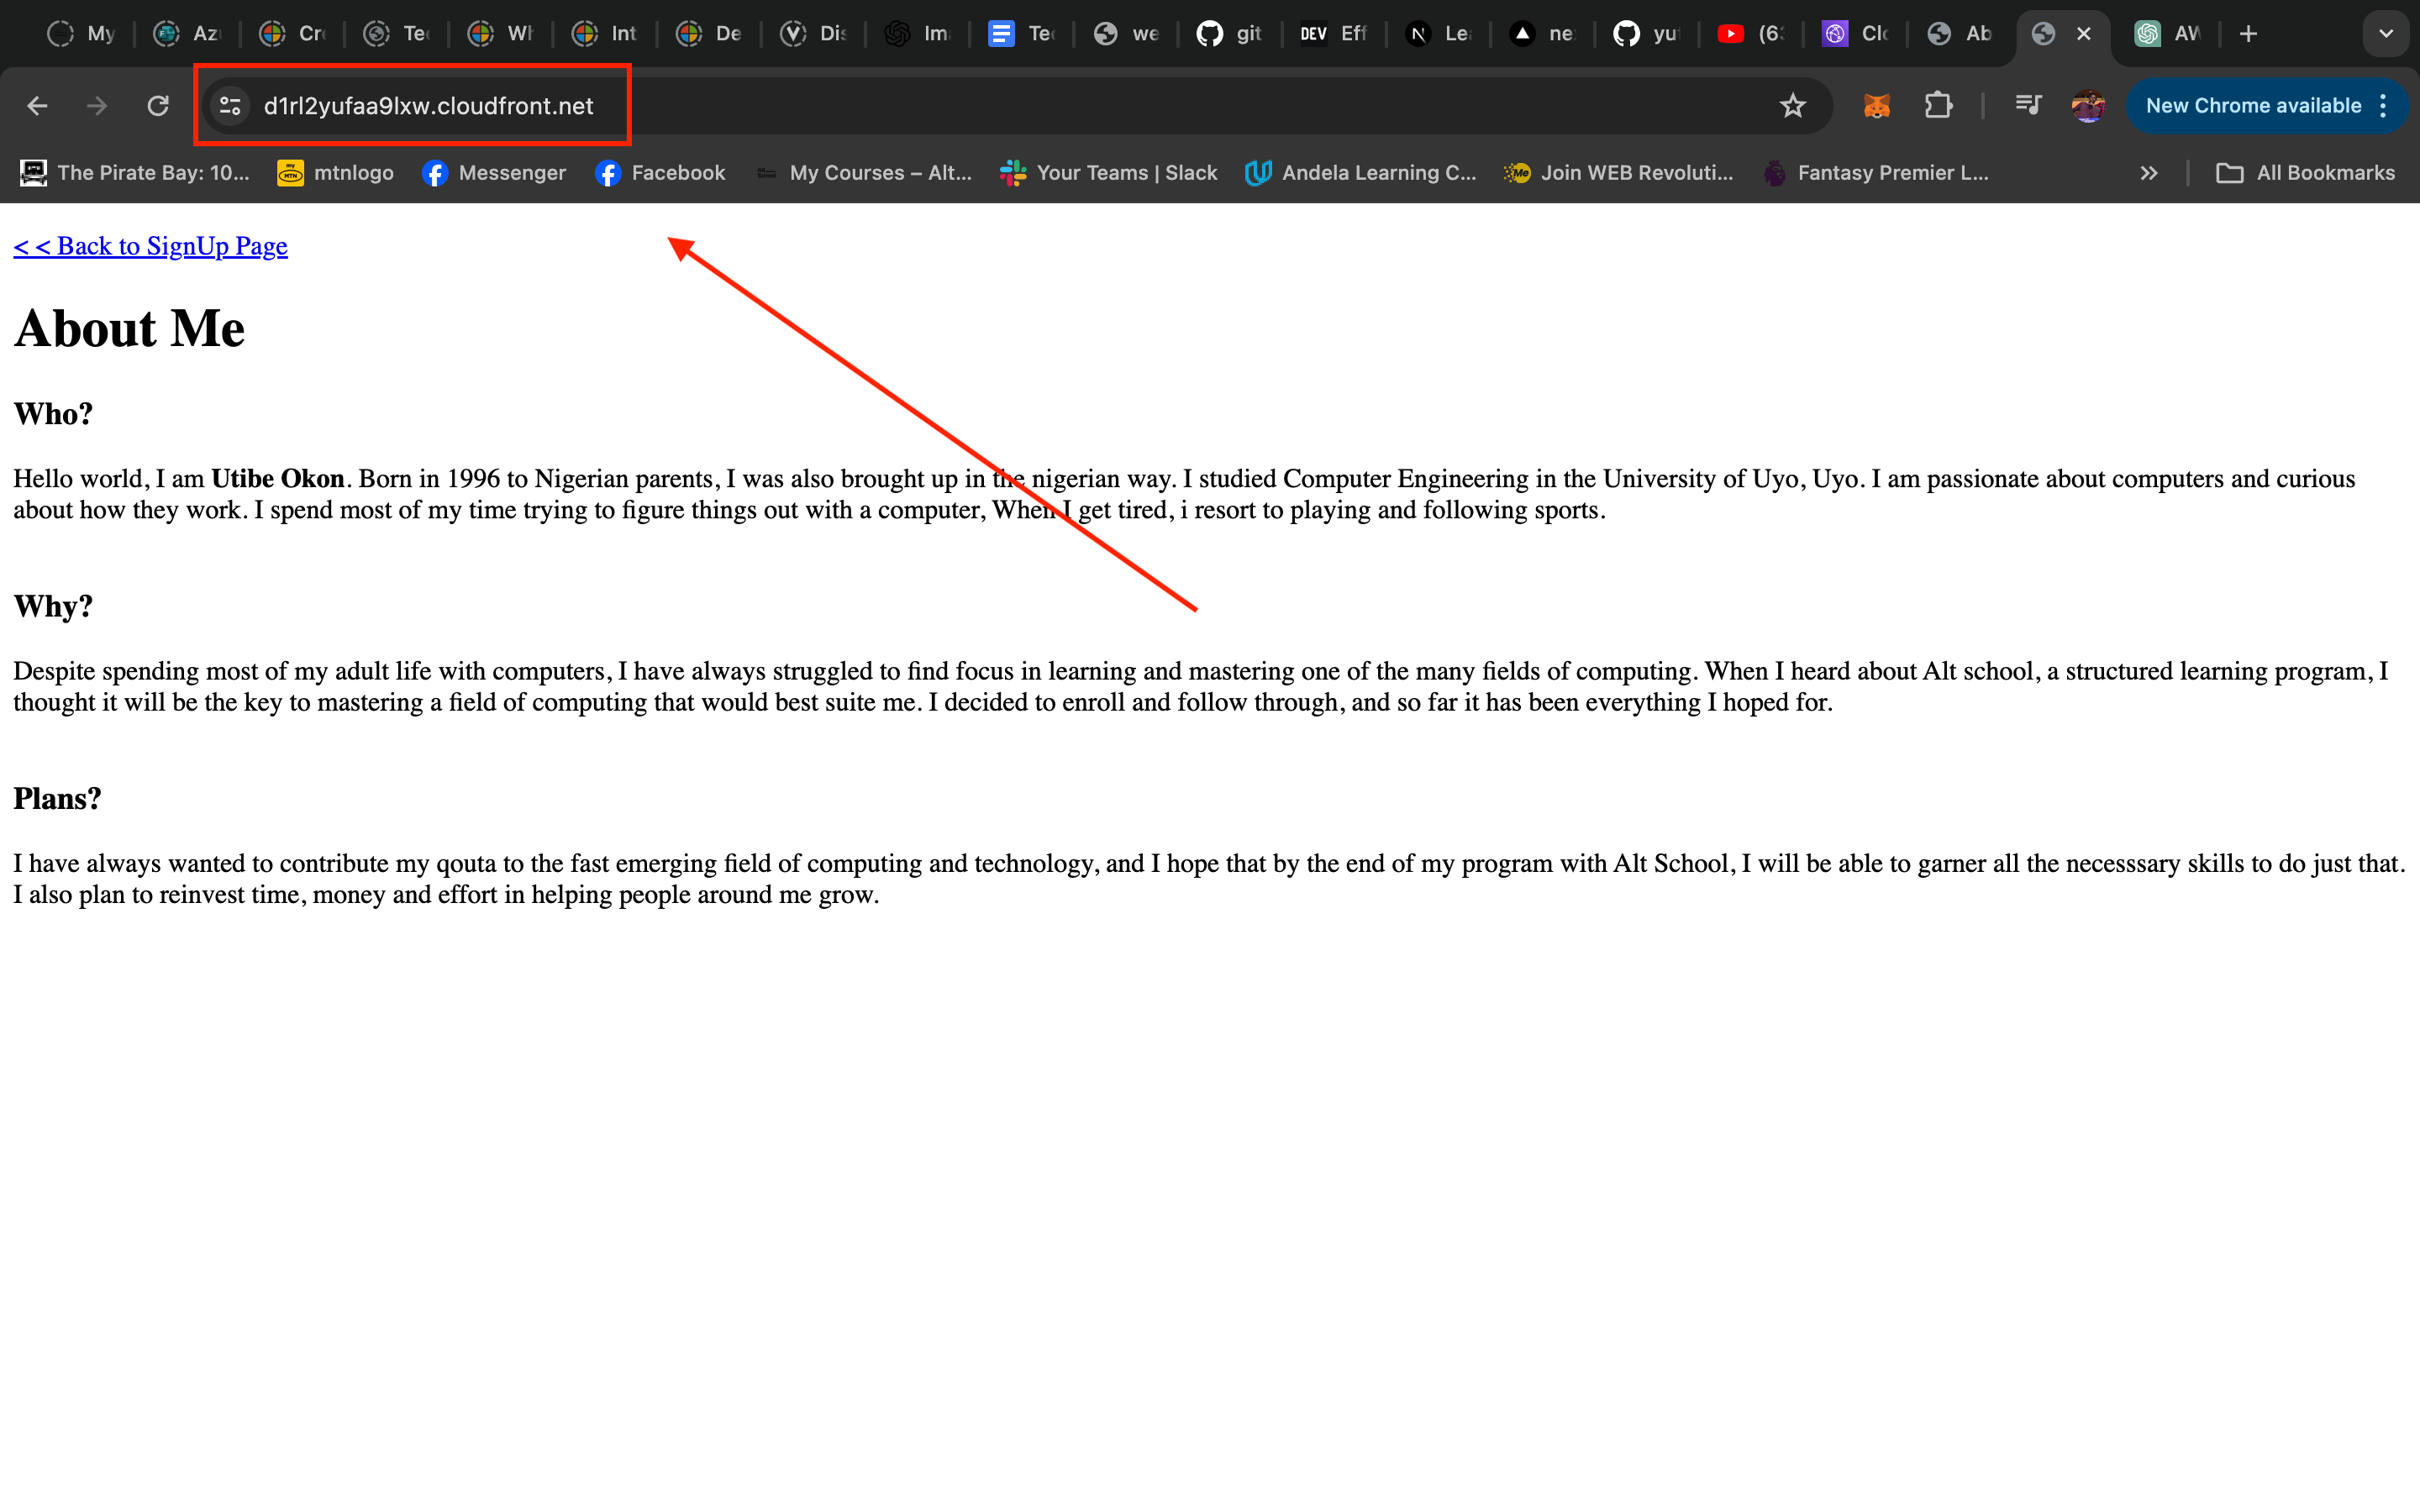 My Az Cr Te Wh Int De Dis Im Tec we git DEV Eff Le ne yu (6 Clo Ab AW
d1rl2yufaa9lxw.cloudfront.net New Chrome available
The Pirate Bay: 10... my MTN mtnlogo Messenger Facebook My Courses – Alt... Your Teams | Slack Andela Learning C... Me Join WEB Revoluti... Fantasy Premier L... » All Bookmarks
< < Back to SignUp Page
About Me
Who?
Hello world, I am Utibe Okon. Born in 1996 to Nigerian parents, I was also brought up in the nigerian way. I studied Computer Engineering in the University of Uyo, Uyo. I am passionate about computers and curious
about how they work. I spend most of my time trying to figure things out with a computer, When I get tired, i resort to playing and following sports.
Why?
Despite spending most of my adult life with computers, I have always struggled to find focus in learning and mastering one of the many fields of computing. When I heard about Alt school, a structured learning program, I
thought it will be the key to mastering a field of computing that would best suite me. I decided to enroll and follow through, and so far it has been everything I hoped for.
Plans?
I have always wanted to contribute my qouta to the fast emerging field of computing and technology, and I hope that by the end of my program with Alt School, I will be able to garner all the necesssary skills to do just that.
I also plan to reinvest time, money and effort in helping people around me grow.